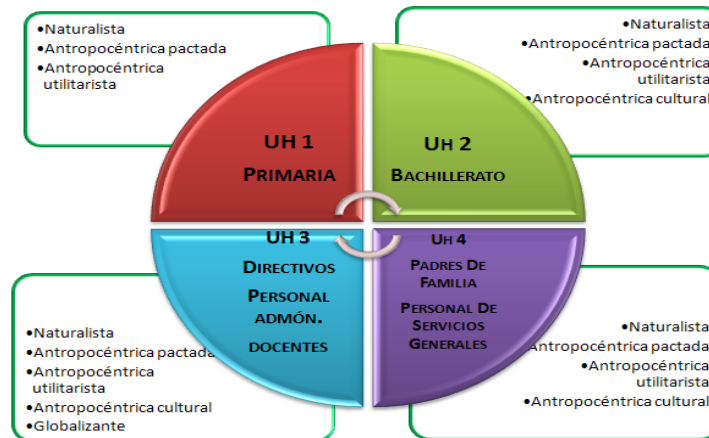 •Naturalista
•Antropocéntrica pactada
•Antropocéntrica
utilitarista
•Naturalista
•Antropocéntrica pactada
•Antropocéntrica
utilitarista
•Antropocéntrica cultural
UH 1
PRIMARIA
UH 2
BACHILLERATO
UH 3
DIRECTIVOS
PERSONAL
ADMÓN.
DOCENTES
UH 4
PADRES DE
FAMILIA
PERSONAL DE
SERVICIOS
GENERALES
•Naturalista
•Antropocéntrica pactada
•Antropocéntrica
utilitarista
•Antropocéntrica cultural
•Globalizante
•Naturalista
Antropocéntrica pactada
•Antropocéntrica
utilitarista
•Antropocéntrica cultural